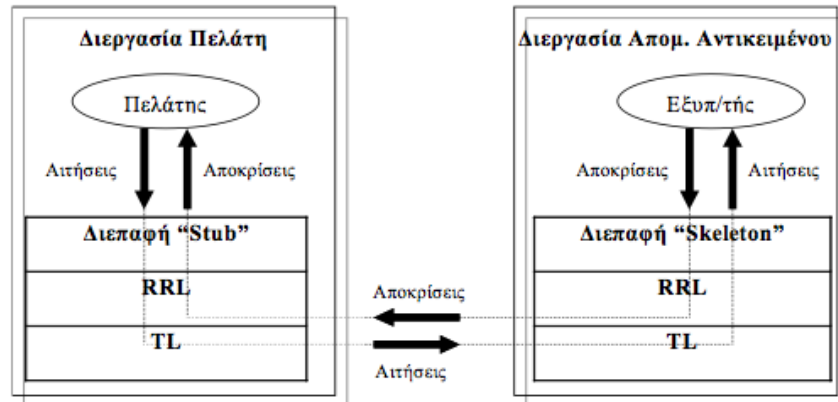 Διεργασία Πελάτη
Πελάτης
Αιτήσεις
Αποκρίσεις
Διεπαφή “Stub”
RRL
TL
Αποκρίσεις
Αιτήσεις
Διεργασία Απομ. Αντικειμένου
Εξυπ/τής
Αποκρίσεις
Αιτήσεις
Διεπαφή “Skeleton”
RRL
TL